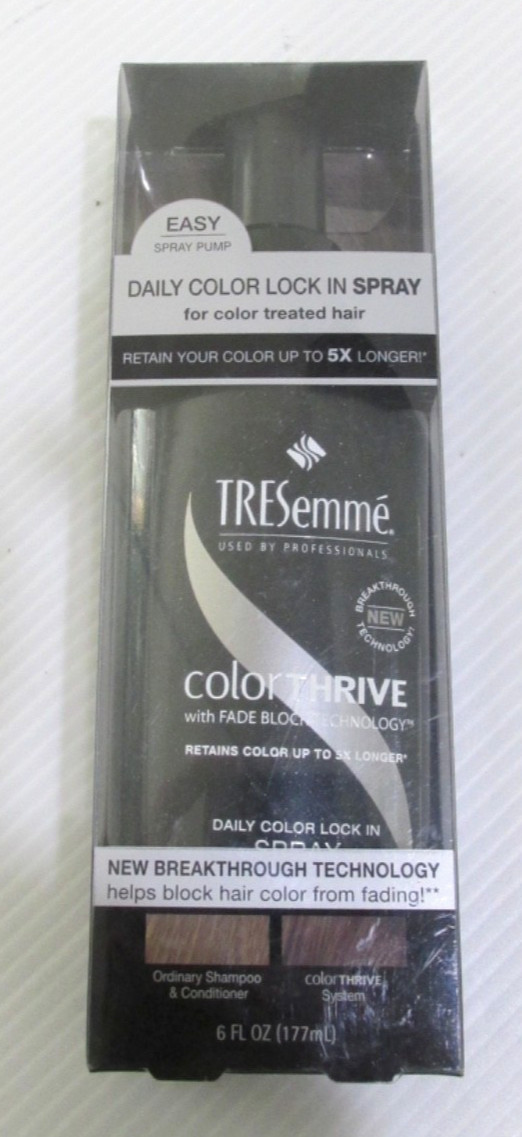 EASY
SPRAY PUMP
DAILY COLOR LOCK IN SPRAY
for color treated hair
RETAIN YOUR COLOR UP TO 5X LONGER!*
TRESemmé®
USED BY PROFESSIONALS
BREAKTHROUGH
NEW
TECHNOLOGY!
colorTHRIVE
with FADE BLOCK TECHNOLOGY™
RETAINS COLOR UP TO 5X LONGER*
DAILY COLOR LOCK IN
SPRAY
NEW BREAKTHROUGH TECHNOLOGY
helps block hair color from fading!**
Ordinary Shampoo
& Conditioner
colorTHRIVE
System
6 FL OZ (177mL)